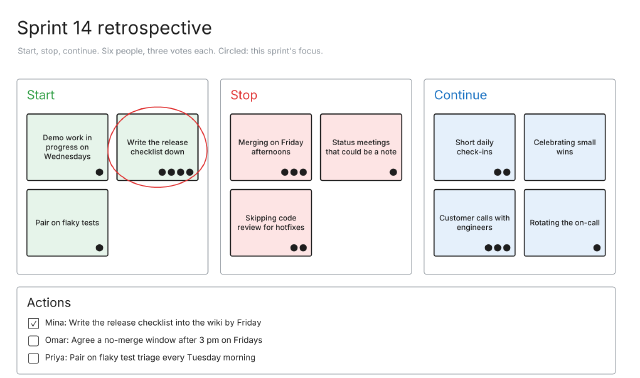 Sprint 14 retrospective
Start, stop, continue. Six people, three votes each. Circled: this sprint's focus.
Start
Demo work in
progress on
Wednesdays
Write the release
checklist down
Pair on flaky tests
Stop
Merging on Friday
afternoons
Status meetings
that could be a note
Skipping code
review for hotfixes
Continue
Short daily
check-ins
Celebrating small
wins
Customer calls with
engineers
Rotating the on-call
Actions
Mina: Write the release checklist into the wiki by Friday
Omar: Agree a no-merge window after 3 pm on Fridays
Priya: Pair on flaky test triage every Tuesday morning